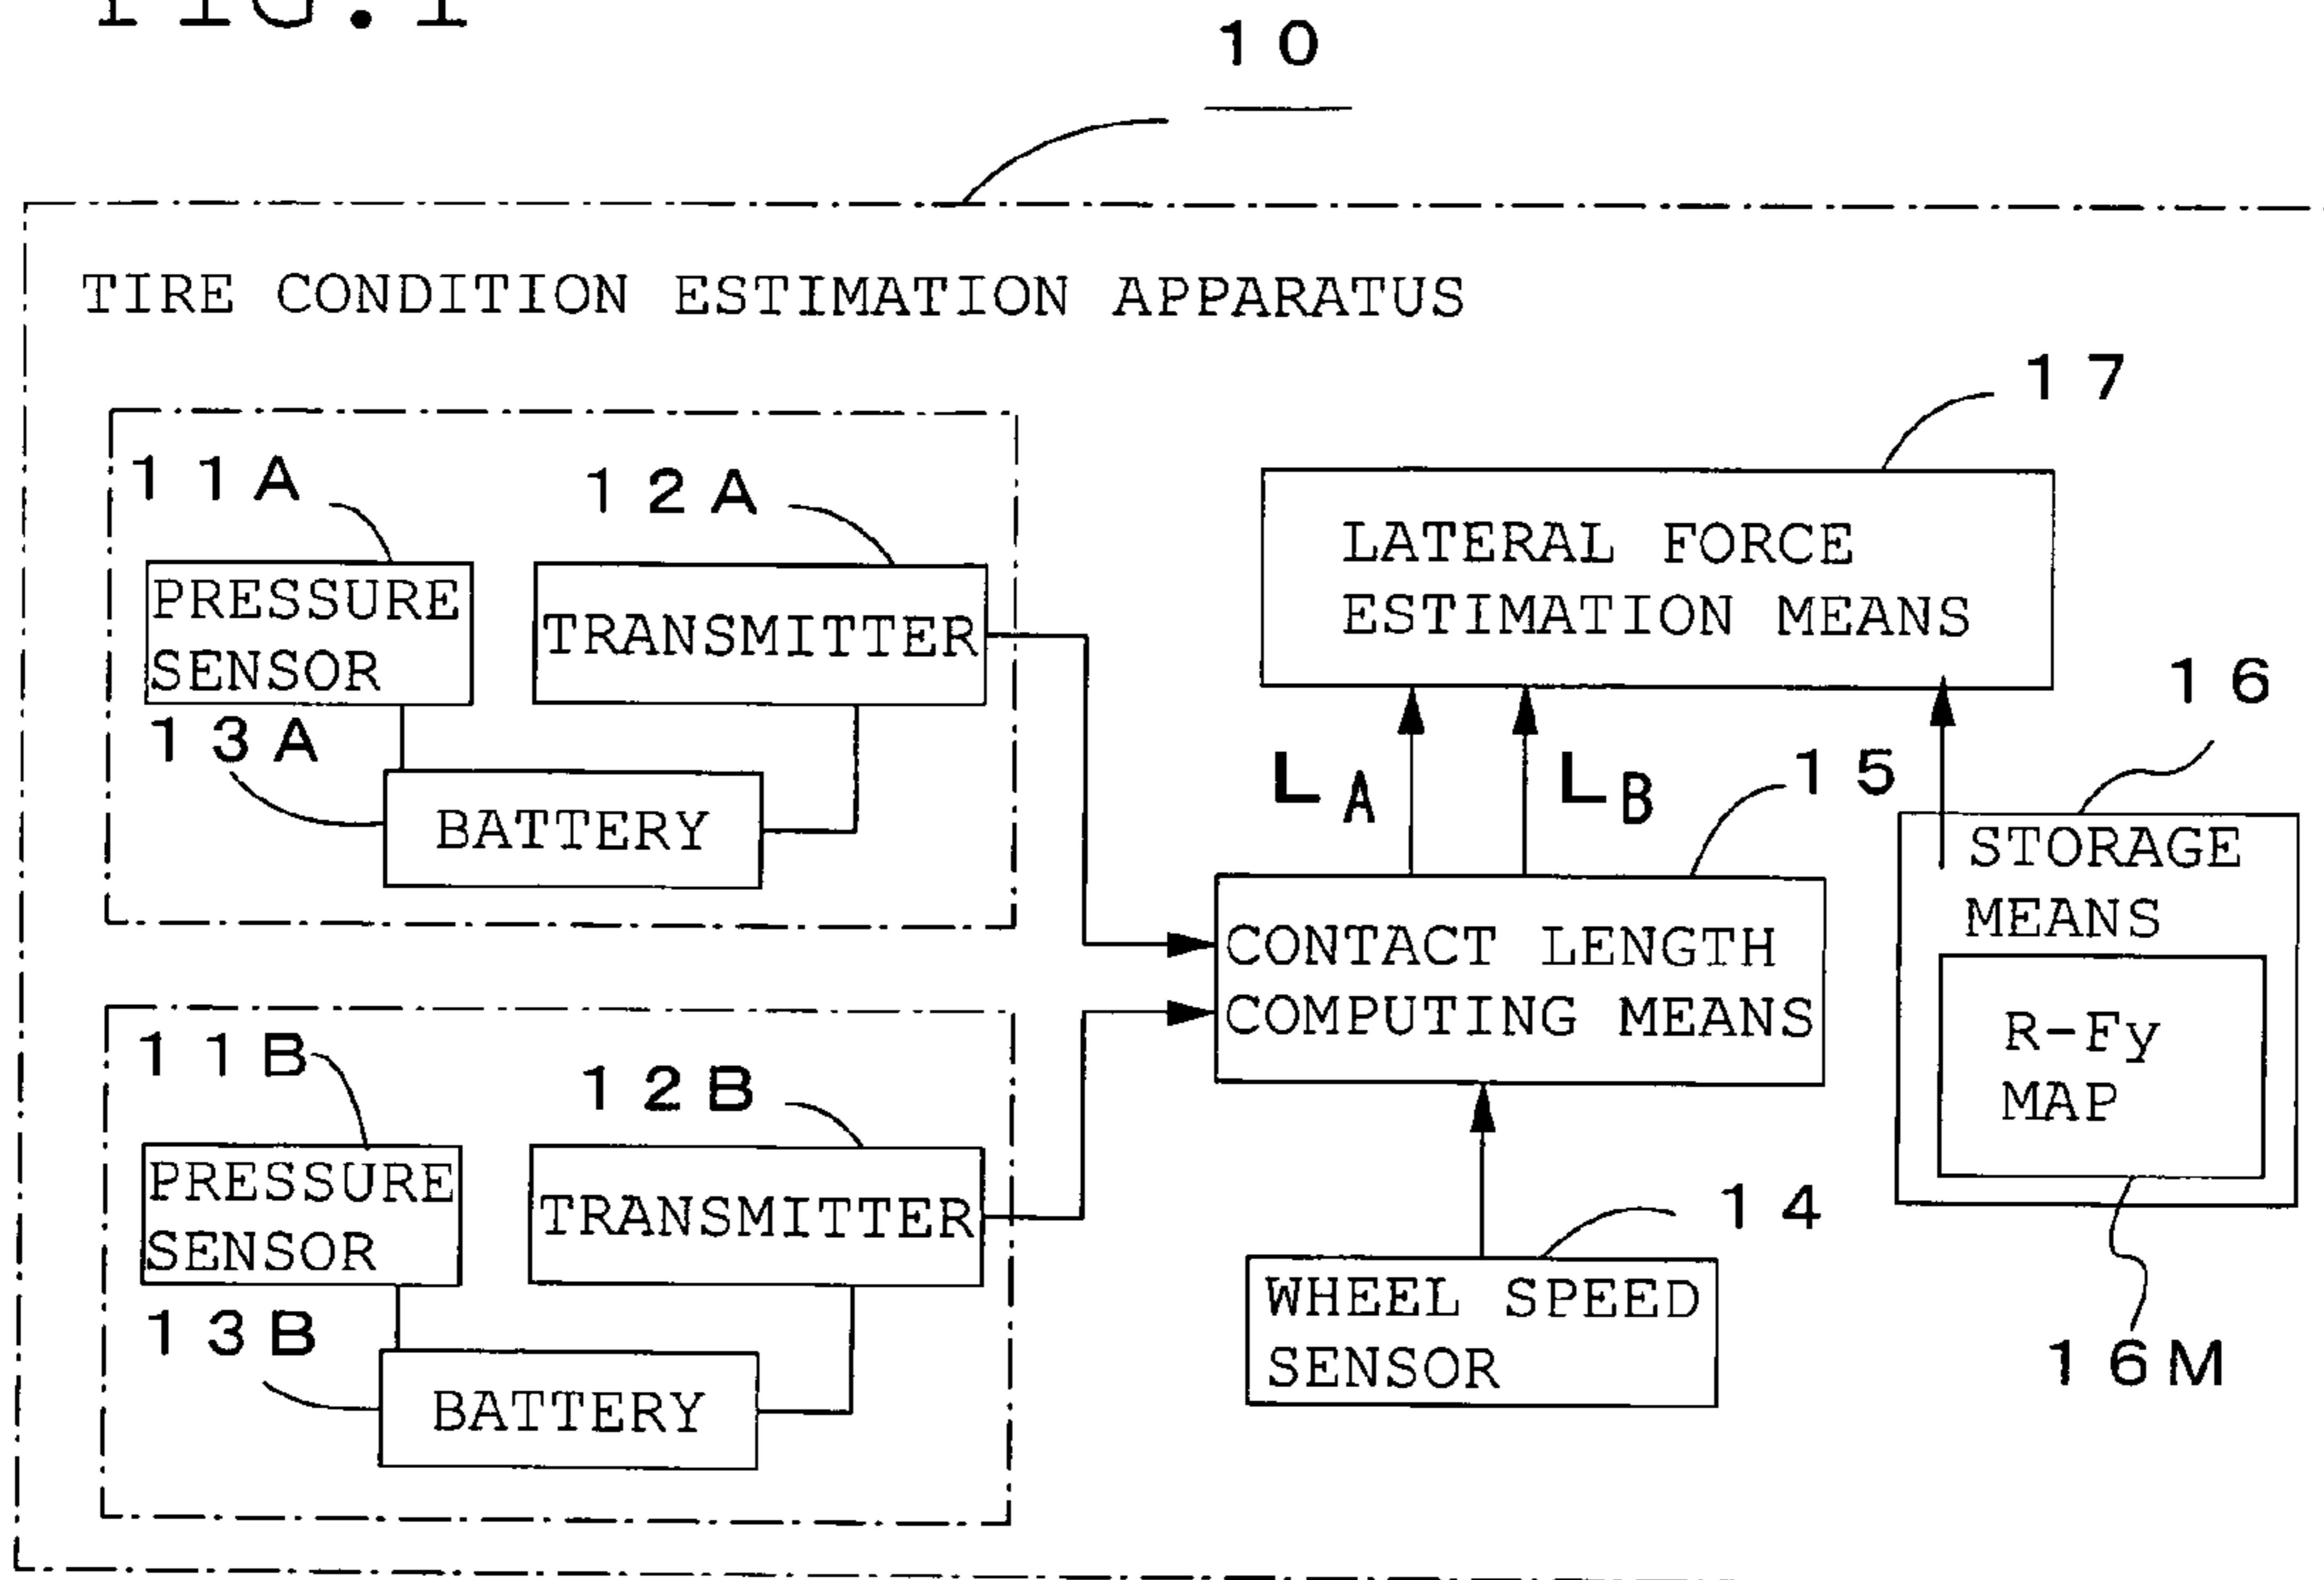 FIG.1
10
TIRE CONDITION ESTIMATION APPARATUS
17
11A
12A
LATERAL FORCE
ESTIMATION MEANS
PRESSURE
SENSOR
TRANSMITTER
16
13A
BATTERY
LA
LB
15
STORAGE
MEANS
CONTACT LENGTH
COMPUTING MEANS
R-Fy
MAP
11B
12B
PRESSURE
SENSOR
TRANSMITTER
14
13B
BATTERY
WHEEL SPEED
SENSOR
16M